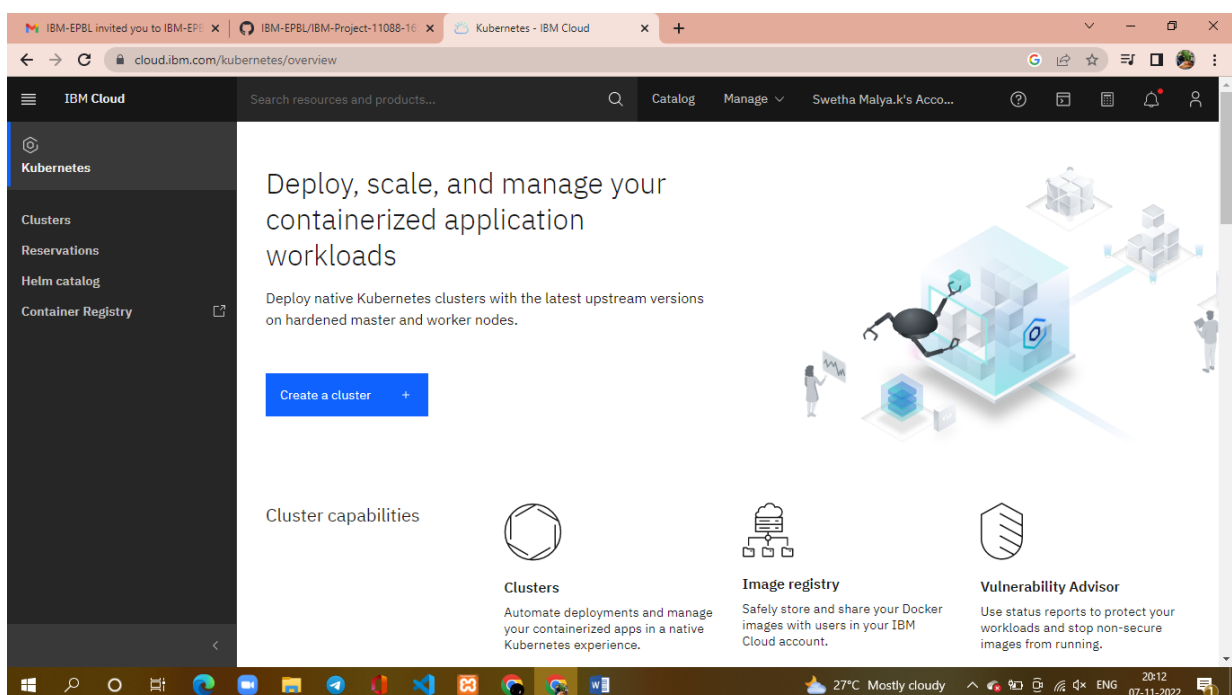 IBM-EPBL invited you to IBM-EPB
IBM-EPBL/IBM-Project-11088-16
Kubernetes - IBM Cloud
cloud.ibm.com/kubernetes/overview
IBM Cloud
Search resources and products...
Catalog
Manage
Swetha Malya.k's Acco...
Kubernetes
Clusters
Reservations
Helm catalog
Container Registry
Deploy, scale, and manage your
containerized application
workloads
Deploy native Kubernetes clusters with the latest upstream versions
on hardened master and worker nodes.
Create a cluster +
Cluster capabilities
Clusters
Automate deployments and manage
your containerized apps in a native
Kubernetes experience.
Image registry
Safely store and share your Docker
images with users in your IBM
Cloud account.
Vulnerability Advisor
Use status reports to protect your
workloads and stop non-secure
images from running.
27°C Mostly cloudy
ENG
20:12
07-11-2022